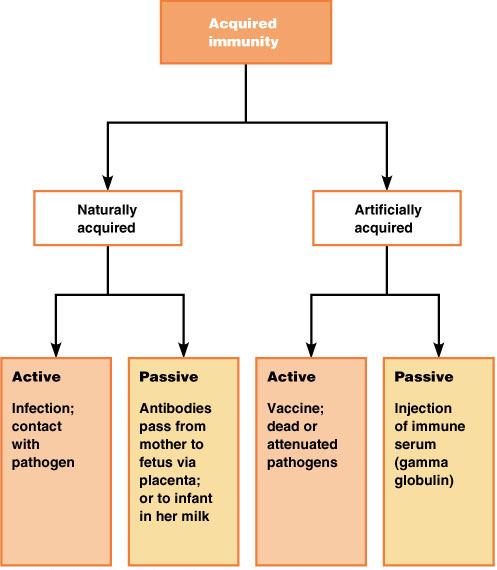 Acquired
immunity
Naturally
acquired
Artificially
acquired
Active
Infection;
contact
with
pathogen
Passive
Antibodies
pass from
mother to
fetus via
placenta;
or to infant
in her milk
Active
Vaccine;
dead or
attenuated
pathogens
Passive
Injection
of immune
serum
(gamma
globulin)